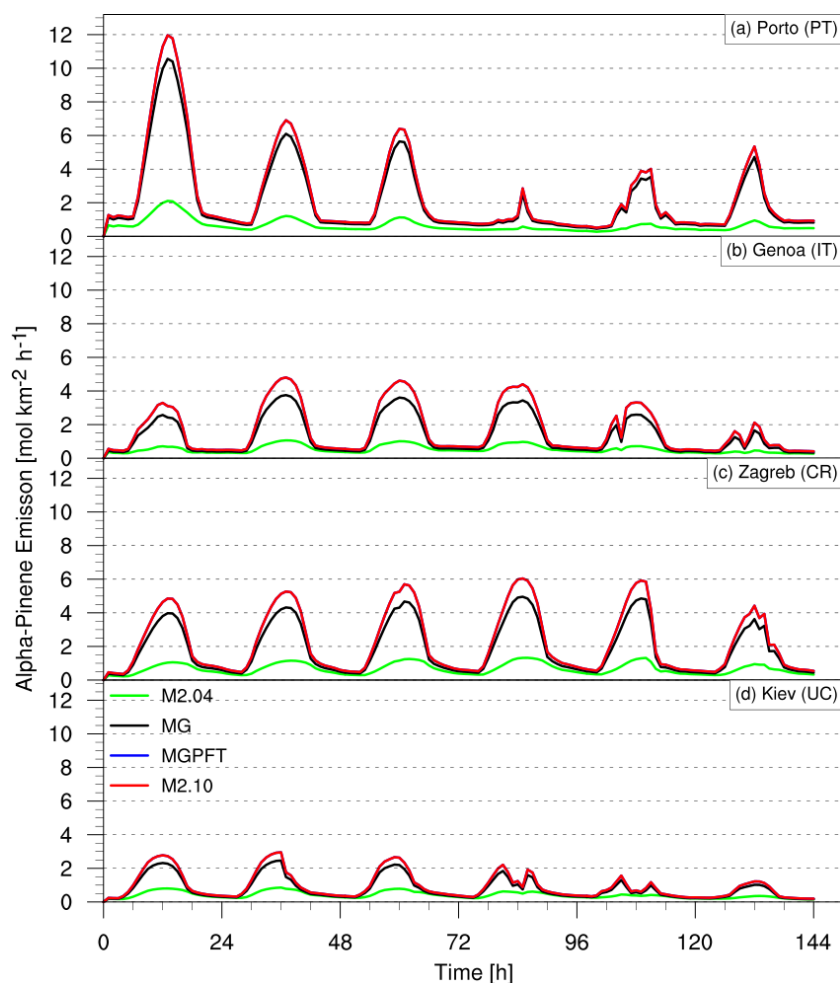 (a) Porto (PT)
12
10
8
6
4
2
0
(b) Genoa (IT)
12
10
8
6
4
2
0
(c) Zagreb (CR)
12
10
8
6
4
2
0
(d) Kiev (UC)
12
10
8
6
4
2
0
Alpha-Pinene Emisson [mol km-2 h-1]
M2.04
MG
MGPFT
M2.10
0 24 48 72 96 120 144
Time [h]